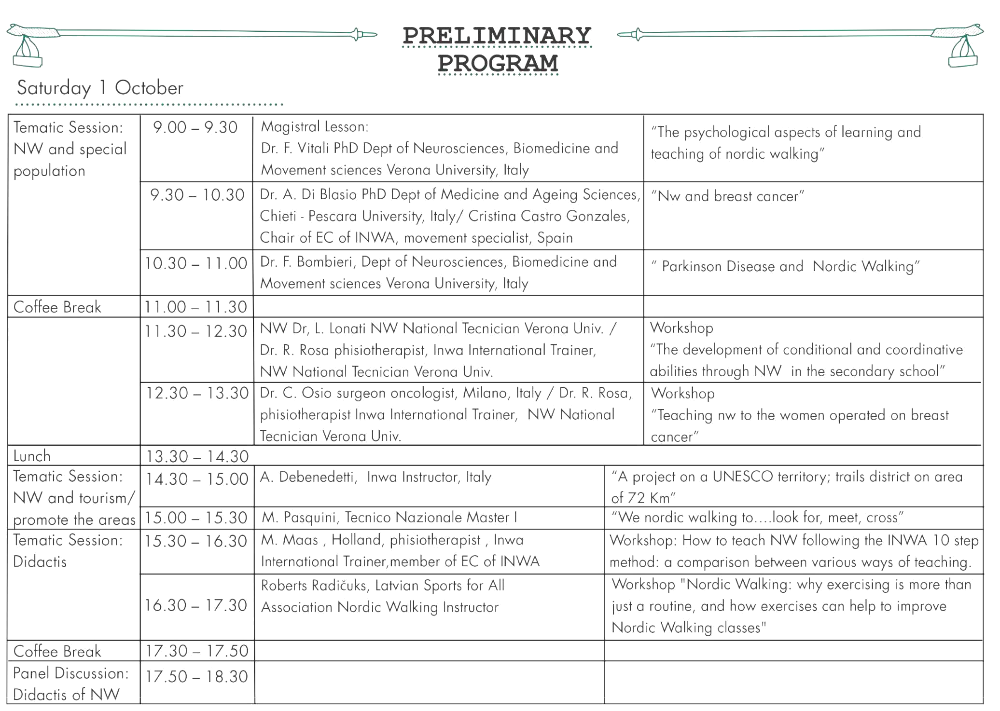 PRELIMINARY
PROGRAM
Saturday 1 October
Tematic Session:
NW and special
population
9.00 – 9.30
Magistral Lesson:
Dr. F. Vitali PhD Dept of Neurosciences, Biomedicine and
Movement sciences Verona University, Italy
“The psychological aspects of learning and
teaching of nordic walking”
9.30 – 10.30
Dr. A. Di Blasio PhD Dept of Medicine and Ageing Sciences,
Chieti - Pescara University, Italy/ Cristina Castro Gonzales,
Chair of EC of INWA, movement specialist, Spain
“Nw and breast cancer”
10.30 – 11.00
Dr. F. Bombieri, Dept of Neurosciences, Biomedicine and
Movement sciences Verona University, Italy
“ Parkinson Disease and  Nordic Walking”
Coffee Break
11.00 – 11.30
11.30 – 12.30
NW Dr, L. Lonati NW National Tecnician Verona Univ. /
Dr. R. Rosa phisiotherapist, Inwa International Trainer,
NW National Tecnician Verona Univ.
Workshop
“The development of conditional and coordinative
abilities through NW  in the secondary school”
12.30 – 13.30
Dr. C. Osio surgeon oncologist, Milano, Italy / Dr. R. Rosa,
phisiotherapist Inwa International Trainer,  NW National
Tecnician Verona Univ.
Workshop
“Teaching nw to the women operated on breast
cancer”
Lunch
13.30 – 14.30
Tematic Session:
NW and tourism/
promote the areas
14.30 – 15.00
A. Debenedetti,  Inwa Instructor, Italy
“A project on a UNESCO territory; trails district on area
of 72 Km”
15.00 – 15.30
M. Pasquini, Tecnico Nazionale Master I
“We nordic walking to....look for, meet, cross”
Tematic Session:
Didactis
15.30 – 16.30
M. Maas , Holland, phisiotherapist , Inwa
International Trainer,member of EC of INWA
Workshop: How to teach NW following the INWA 10 step
method: a comparison between various ways of teaching.
16.30 – 17.30
Roberts Radičuks, Latvian Sports for All
Association Nordic Walking Instructor
Workshop "Nordic Walking: why exercising is more than
just a routine, and how exercises can help to improve
Nordic Walking classes"
Coffee Break
17.30 – 17.50
Panel Discussion:
Didactis of NW
17.50 – 18.30